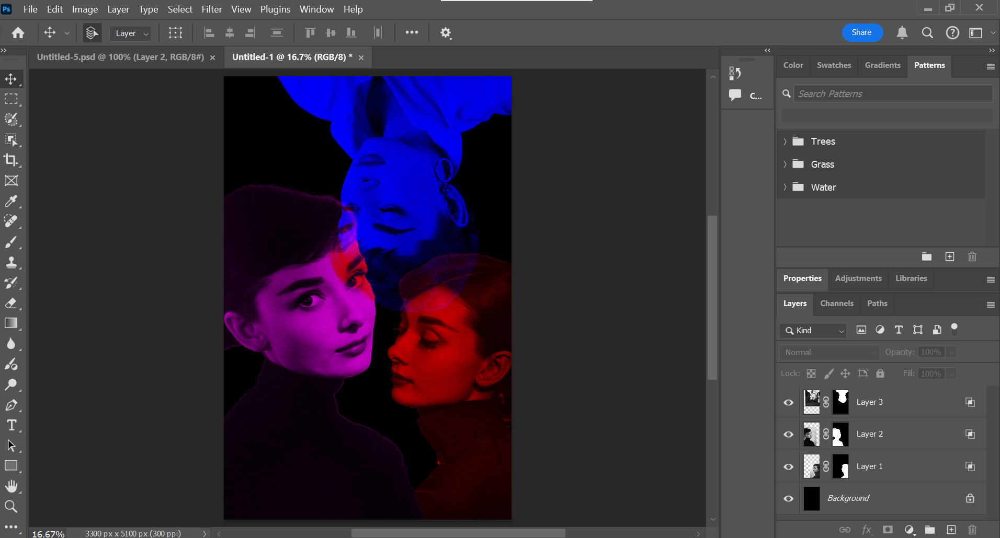 Ps File Edit Image Layer Type Select Filter View Plugins Window Help
Layer Share
Untitled-5.psd @ 100% (Layer 2, RGB/8#) Untitled-1 @ 16.7% (RGB/8) *
C...
Color Swatches Gradients Patterns
Search Patterns
Trees
Grass
Water
Properties Adjustments Libraries
Layers Channels Paths
Kind
Normal Opacity: 100%
Lock: Fill: 100%
Layer 3
Layer 2
Layer 1
Background
16.67% 3300 px x 5100 px (300 ppi)